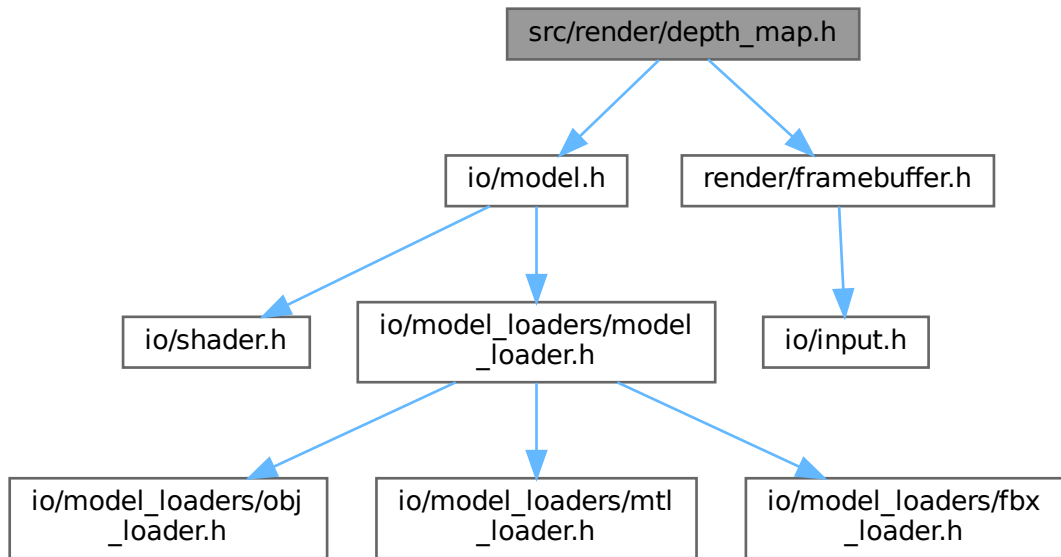 src/render/depth_map.h
io/model.h
render/framebuffer.h
io/shader.h
io/model_loaders/model
_loader.h
io/input.h
io/model_loaders/obj
_loader.h
io/model_loaders/mtl
_loader.h
io/model_loaders/fbx
_loader.h